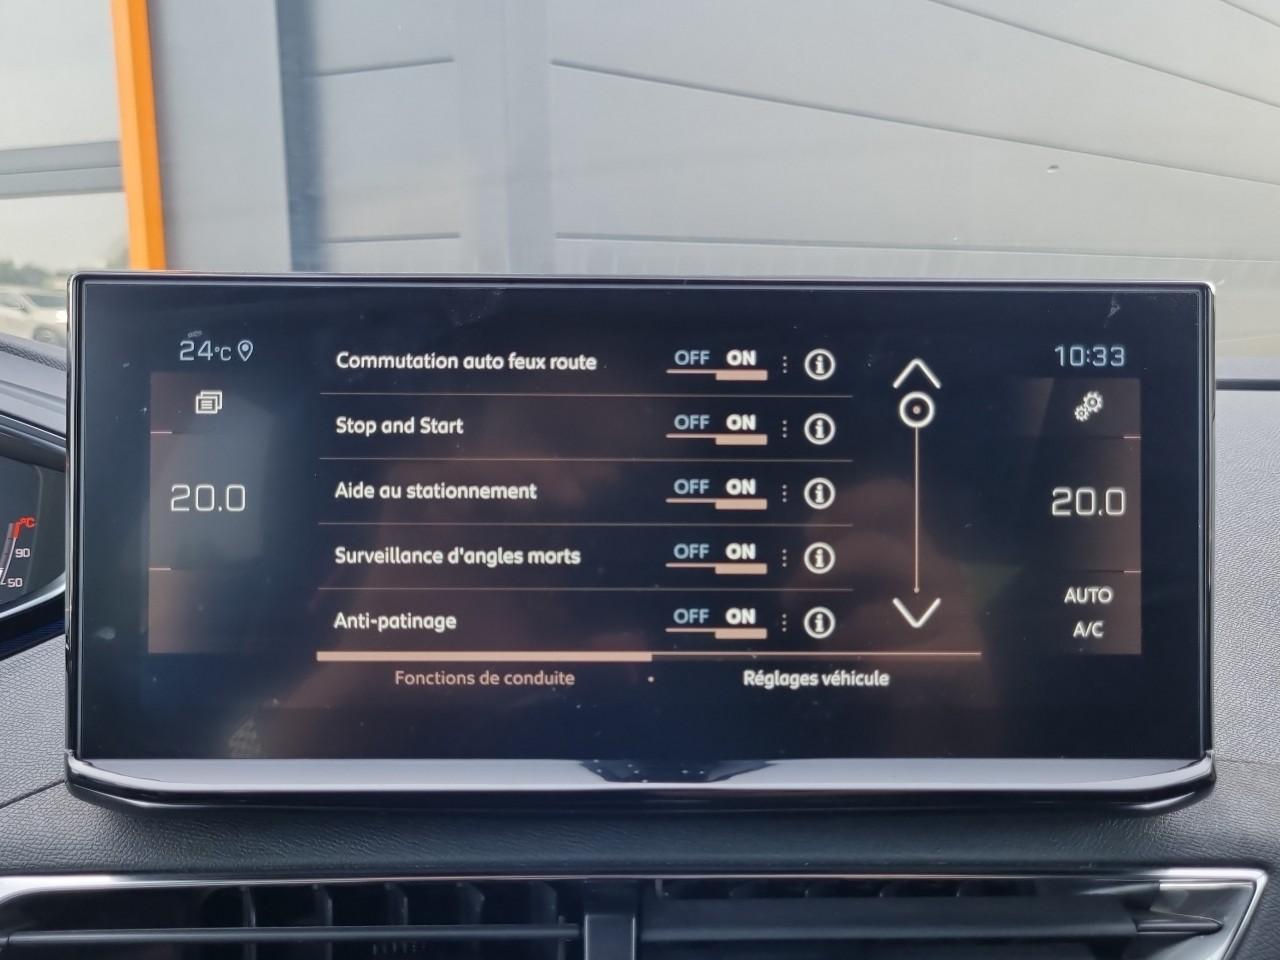 24°C
10:33
Commutation auto feux route OFF ON
Stop and Start OFF ON
Aide au stationnement OFF ON
Surveillance d'angles morts OFF ON
Anti-patinage OFF ON
20.0
20.0
AUTO
A/C
Fonctions de conduite
Réglages véhicule
°C
90
50